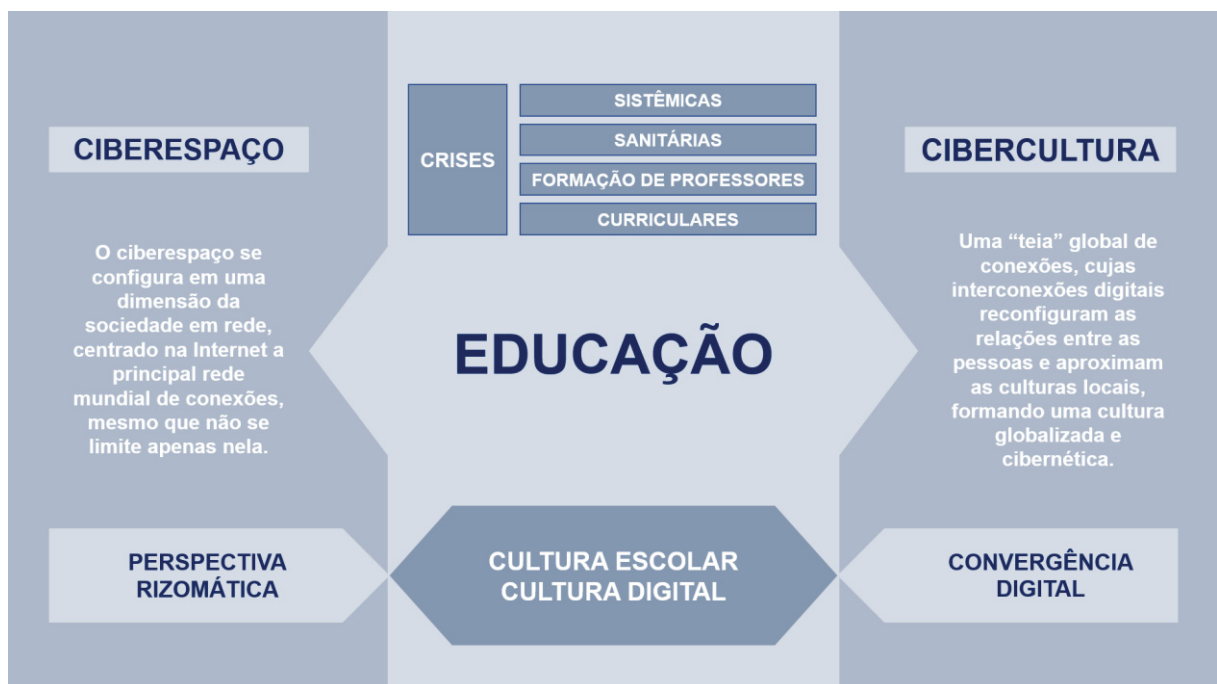 CIBERESPAÇO
O ciberespaço se
configura em uma
dimensão da
sociedade em rede,
centrado na Internet a
principal rede
mundial de conexões,
mesmo que não se
limite apenas nela.
PERSPECTIVA
RIZOMÁTICA
CRISES
SISTÊMICAS
SANITÁRIAS
FORMAÇÃO DE PROFESSORES
CURRICULARES
EDUCAÇÃO
CULTURA ESCOLAR
CULTURA DIGITAL
CIBERCULTURA
Uma “teia” global de
conexões, cujas
interconexões digitais
reconfiguram as
relações entre as
pessoas e aproximam
as culturas locais,
formando uma cultura
globalizada e
cibernética.
CONVERGÊNCIA
DIGITAL